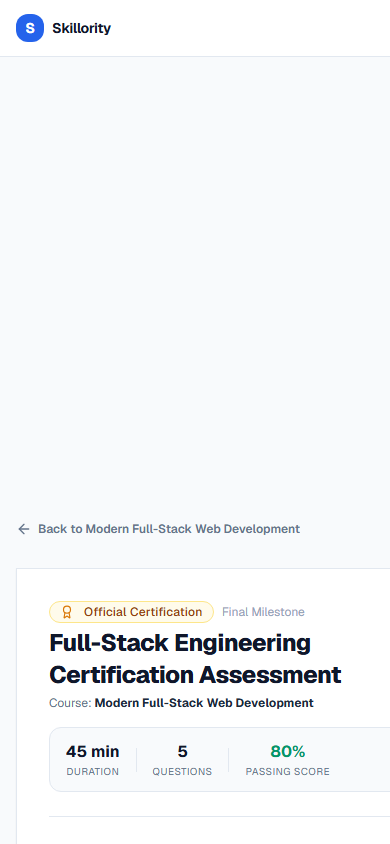 S Skillority
Back to Modern Full-Stack Web Development
Official Certification Final Milestone
Full-Stack Engineering
Certification Assessment
Course: Modern Full-Stack Web Development
45 min 5 80%
DURATION QUESTIONS PASSING SCORE